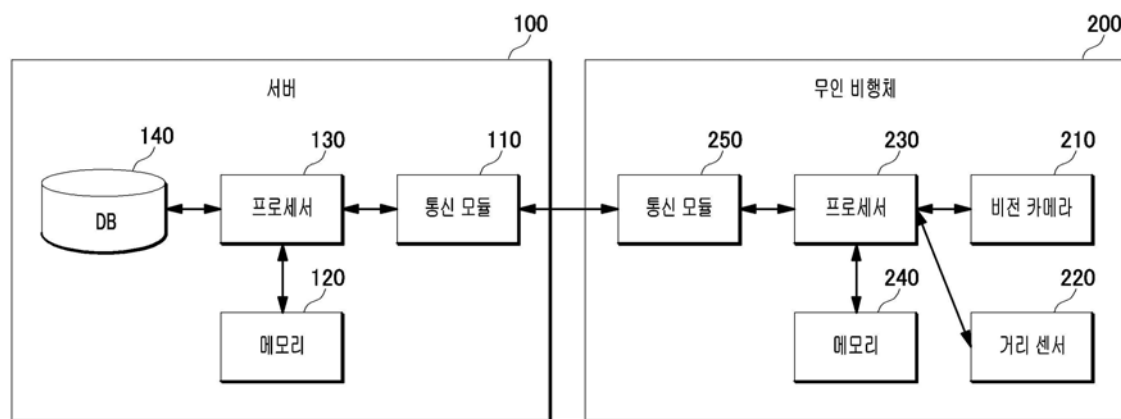 100
200
서버
무인 비행체
140
130
110
250
230
210
DB
프로세서
통신 모듈
통신 모듈
프로세서
비전 카메라
120
240
220
메모리
메모리
거리 센서